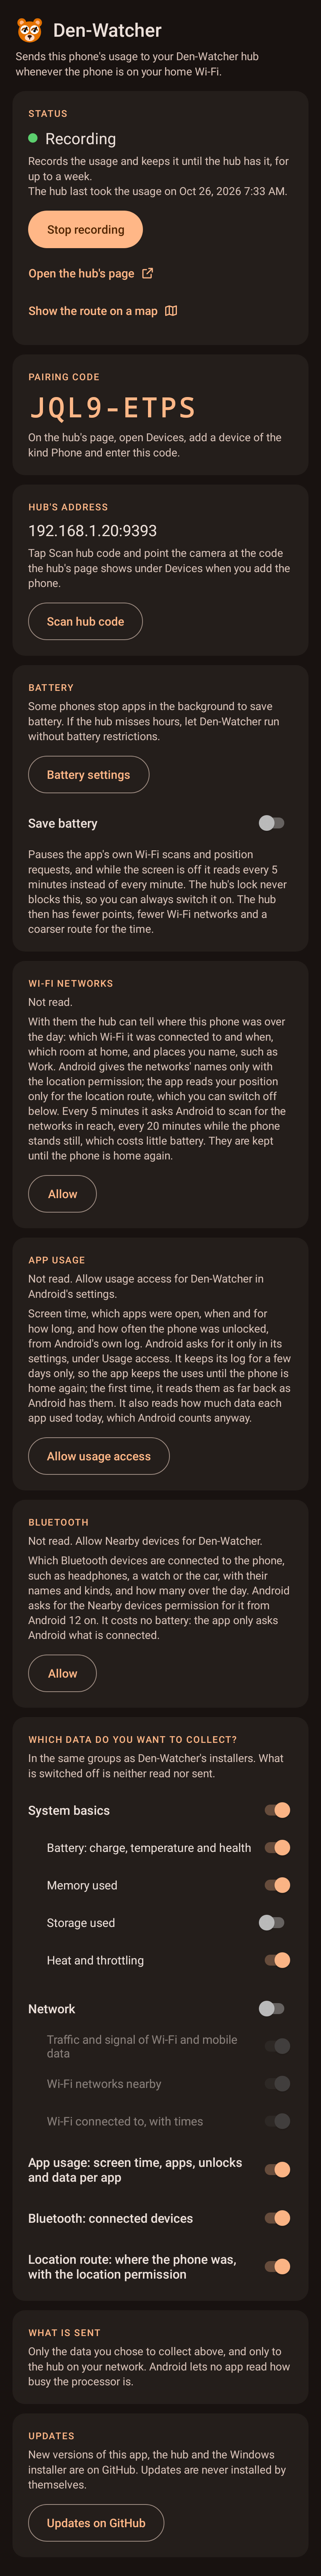 Den-Watcher
Sends this phone's usage to your Den-Watcher hub
whenever the phone is on your home Wi-Fi.
STATUS
Recording
Records the usage and keeps it until the hub has it, for
up to a week.
The hub last took the usage on Oct 26, 2026 7:33 AM.
Stop recording
Open the hub's page
Show the route on a map
PAIRING CODE
JQL9-ETPS
On the hub's page, open Devices, add a device of the
kind Phone and enter this code.
HUB'S ADDRESS
192.168.1.20:9393
Tap Scan hub code and point the camera at the code
the hub's page shows under Devices when you add the
phone.
Scan hub code
BATTERY
Some phones stop apps in the background to save
battery. If the hub misses hours, let Den-Watcher run
without battery restrictions.
Battery settings
Save battery
Pauses the app's own Wi-Fi scans and position
requests, and while the screen is off it reads every 5
minutes instead of every minute. The hub's lock never
blocks this, so you can always switch it on. The hub
then has fewer points, fewer Wi-Fi networks and a
coarser route for the time.
WI-FI NETWORKS
Not read.
With them the hub can tell where this phone was over
the day: which Wi-Fi it was connected to and when,
which room at home, and places you name, such as
Work. Android gives the networks' names only with
the location permission; the app reads your position
only for the location route, which you can switch off
below. Every 5 minutes it asks Android to scan for the
networks in reach, every 20 minutes while the phone
stands still, which costs little battery. They are kept
until the phone is home again.
Allow
APP USAGE
Not read. Allow usage access for Den-Watcher in
Android's settings.
Screen time, which apps were open, when and for
how long, and how often the phone was unlocked,
from Android's own log. Android asks for it only in its
settings, under Usage access. It keeps its log for a few
days only, so the app keeps the uses until the phone is
home again; the first time, it reads them as far back as
Android has them. It also reads how much data each
app used today, which Android counts anyway.
Allow usage access
BLUETOOTH
Not read. Allow Nearby devices for Den-Watcher.
Which Bluetooth devices are connected to the phone,
such as headphones, a watch or the car, with their
names and kinds, and how many over the day. Android
asks for the Nearby devices permission for it from
Android 12 on. It costs no battery: the app only asks
Android what is connected.
Allow
WHICH DATA DO YOU WANT TO COLLECT?
In the same groups as Den-Watcher's installers. What
is switched off is neither read nor sent.
System basics
Battery: charge, temperature and health
Memory used
Storage used
Heat and throttling
Network
Traffic and signal of Wi-Fi and mobile
data
Wi-Fi networks nearby
Wi-Fi connected to, with times
App usage: screen time, apps, unlocks
and data per app
Bluetooth: connected devices
Location route: where the phone was,
with the location permission
WHAT IS SENT
Only the data you chose to collect above, and only to
the hub on your network. Android lets no app read how
busy the processor is.
UPDATES
New versions of this app, the hub and the Windows
installer are on GitHub. Updates are never installed by
themselves.
Updates on GitHub